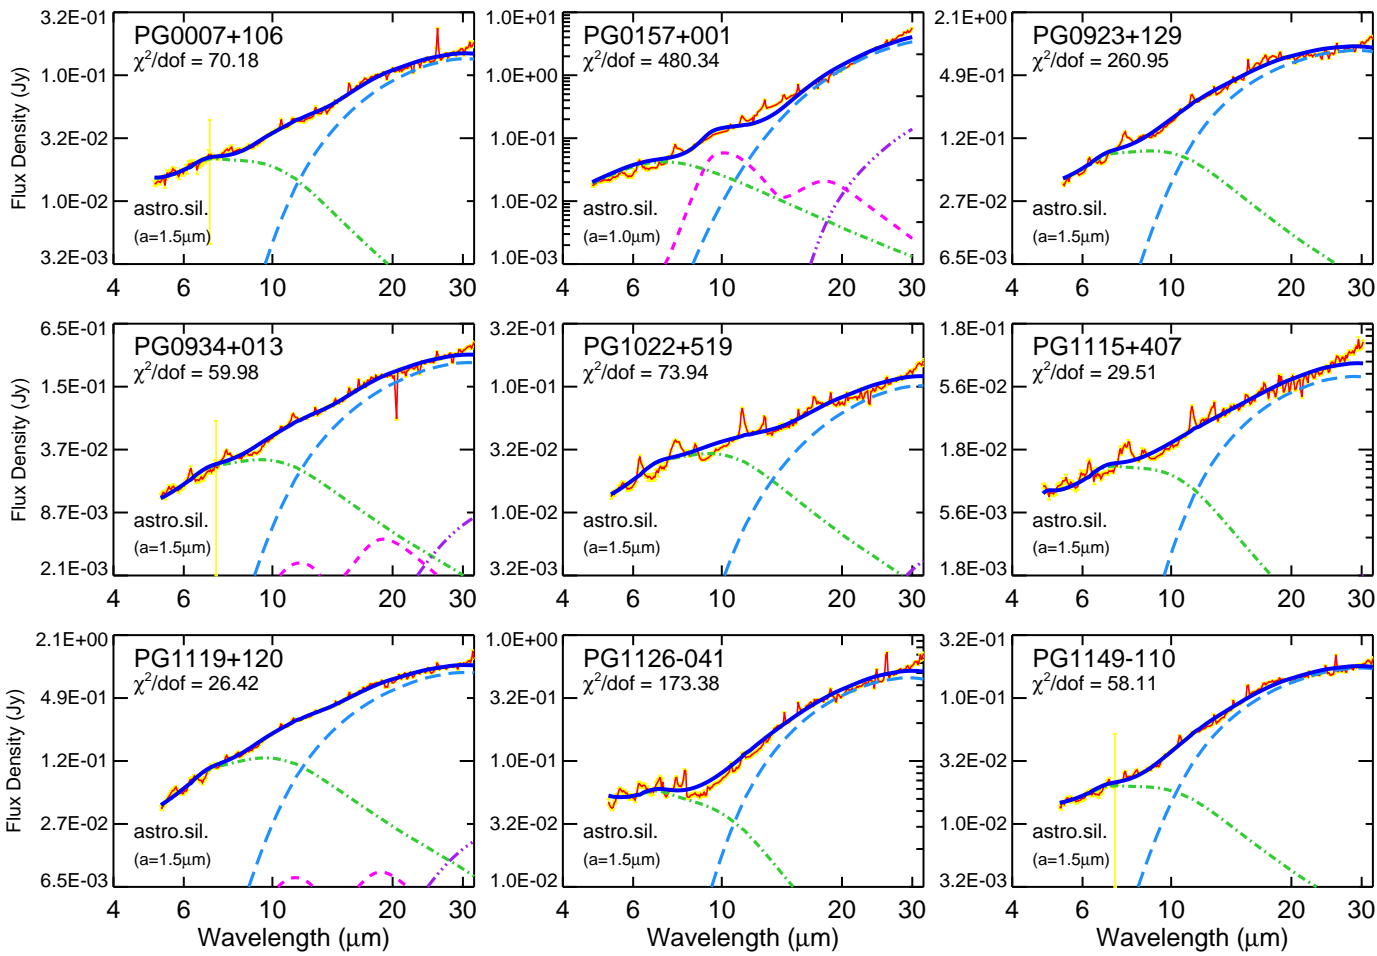 3.2E-01
1.0E-01
3.2E-02
1.0E-02
3.2E-03
Flux Density (Jy)
PG0007+106
χ²/dof = 70.18
astro.sil.
(a=1.5μm)
4 6 10 20 30
1.0E+01
1.0E+00
1.0E-01
1.0E-02
1.0E-03
PG0157+001
χ²/dof = 480.34
astro.sil.
(a=1.0μm)
4 6 10 20 30
2.1E+00
4.9E-01
1.2E-01
2.7E-02
6.5E-03
PG0923+129
χ²/dof = 260.95
astro.sil.
(a=1.5μm)
4 6 10 20 30
6.5E-01
1.5E-01
3.7E-02
8.7E-03
2.1E-03
Flux Density (Jy)
PG0934+013
χ²/dof = 59.98
astro.sil.
(a=1.5μm)
4 6 10 20 30
3.2E-01
1.0E-01
3.2E-02
1.0E-02
3.2E-03
PG1022+519
χ²/dof = 73.94
astro.sil.
(a=1.5μm)
4 6 10 20 30
1.8E-01
5.6E-02
1.8E-02
5.6E-03
1.8E-03
PG1115+407
χ²/dof = 29.51
astro.sil.
(a=1.5μm)
4 6 10 20 30
2.1E+00
4.9E-01
1.2E-01
2.7E-02
6.5E-03
Flux Density (Jy)
PG1119+120
χ²/dof = 26.42
astro.sil.
(a=1.5μm)
4 6 10 20 30
Wavelength (μm)
1.0E+00
3.2E-01
1.0E-01
3.2E-02
1.0E-02
PG1126-041
χ²/dof = 173.38
astro.sil.
(a=1.5μm)
4 6 10 20 30
Wavelength (μm)
3.2E-01
1.0E-01
3.2E-02
1.0E-02
3.2E-03
PG1149-110
χ²/dof = 58.11
astro.sil.
(a=1.5μm)
4 6 10 20 30
Wavelength (μm)